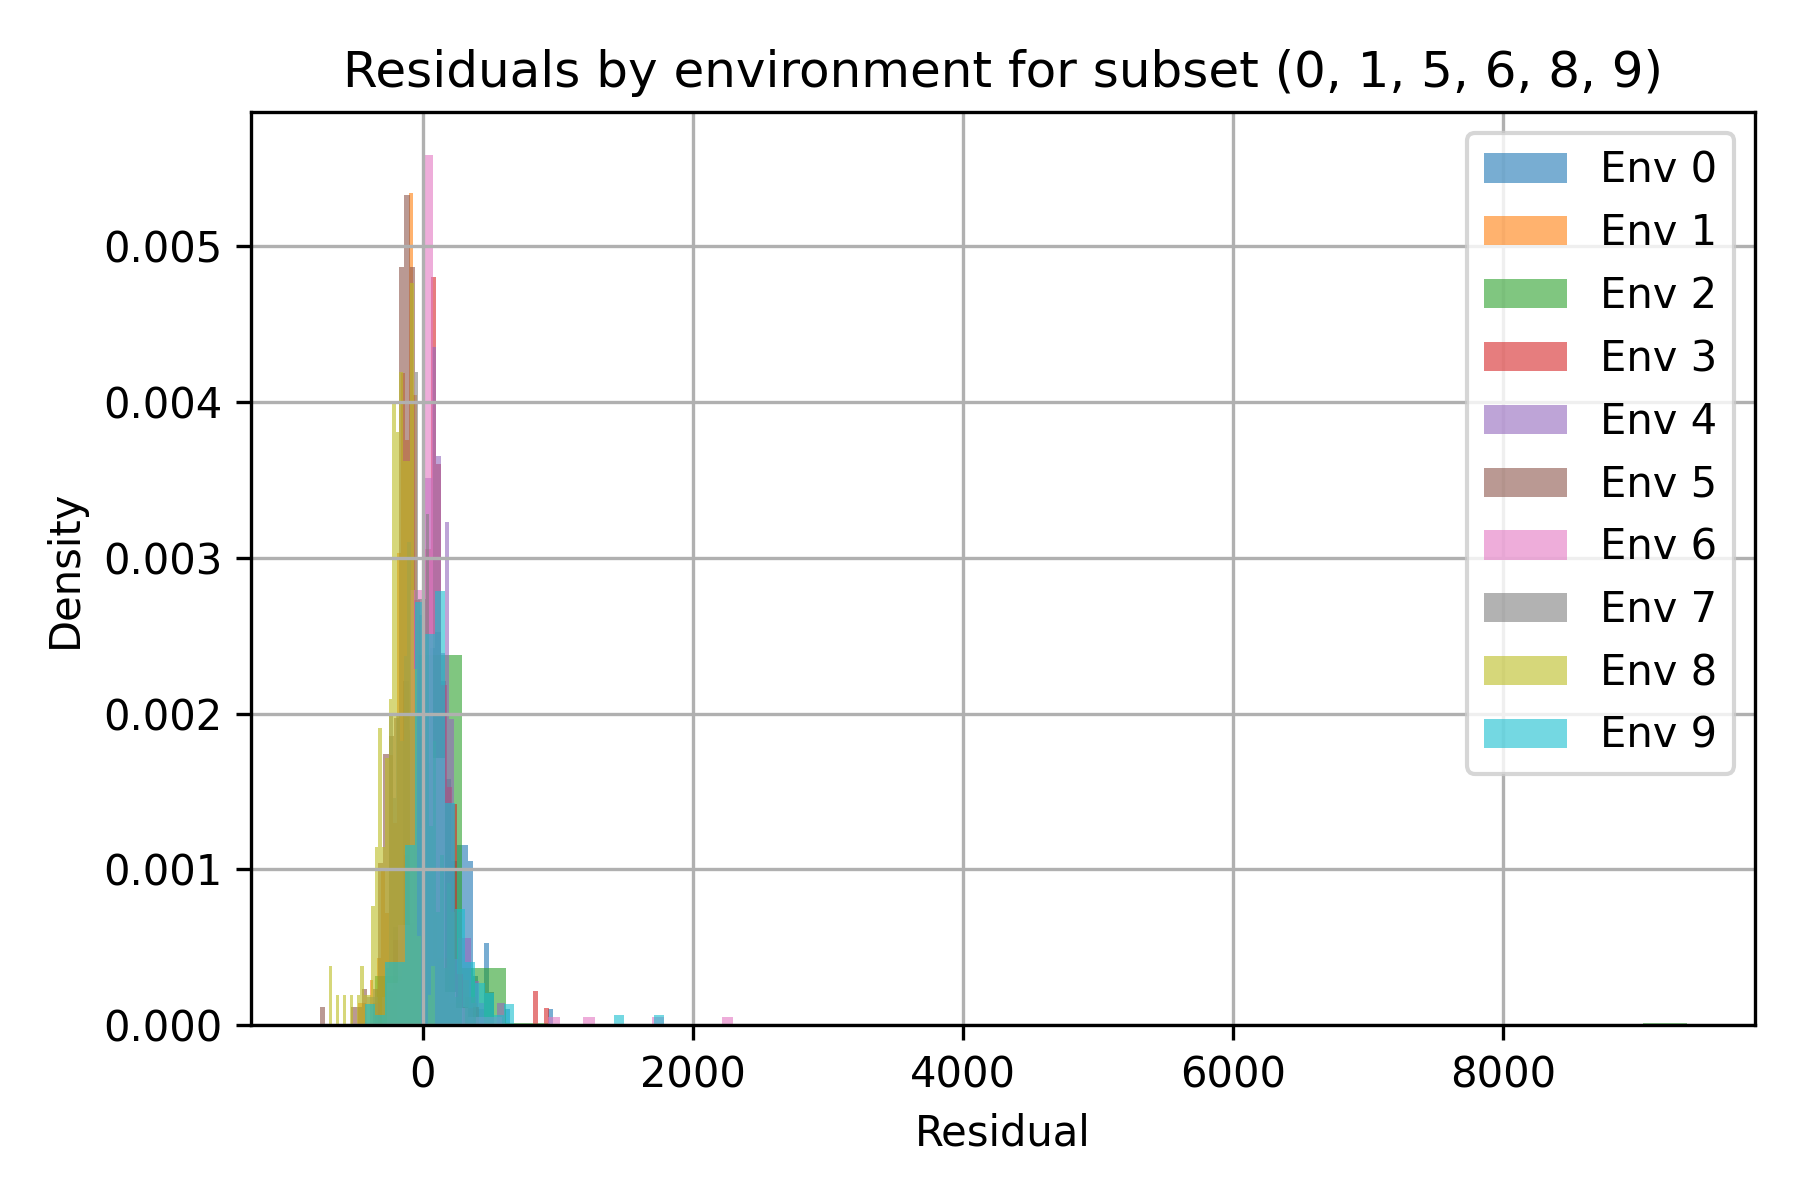 Residuals by environment for subset (0, 1, 5, 6, 8, 9)
Density
0.005
0.004
0.003
0.002
0.001
0.000
0
2000
4000
6000
8000
Residual
Env 0
Env 1
Env 2
Env 3
Env 4
Env 5
Env 6
Env 7
Env 8
Env 9